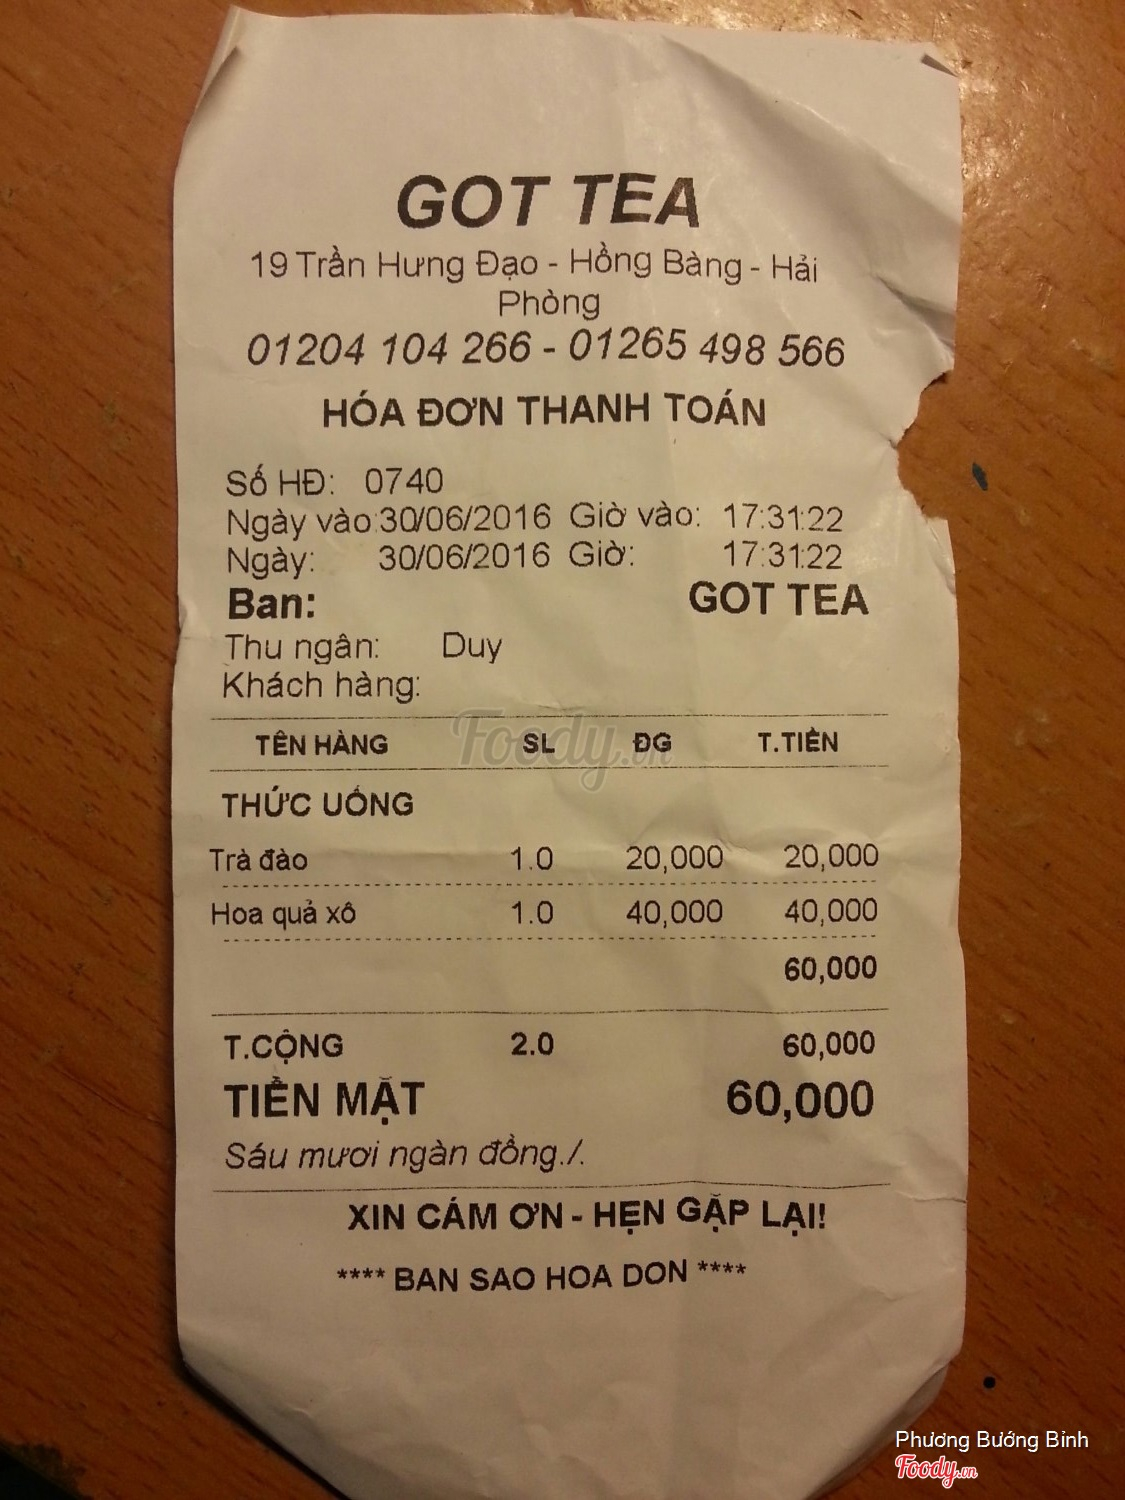 GOT TEA
19 Trần Hưng Đạo - Hồng Bàng - Hải
Phòng
01204 104 266 - 01265 498 566
HÓA ĐƠN THANH TOÁN
Số HĐ: 0740
Ngày vào:30/06/2016 Giờ vào: 17:31:22
Ngày: 30/06/2016 Giờ: 17:31:22
Ban: GOT TEA
Thu ngân: Duy
Khách hàng:
Foody.vn
TÊN HÀNG SL ĐG T.TIỀN
THỨC UỐNG
Trà đào 1.0 20,000 20,000
Hoa quả xô 1.0 40,000 40,000
60,000
T.CỘNG 2.0 60,000
TIỀN MẶT 60,000
Sáu mươi ngàn đồng./.
XIN CÁM ƠN - HẸN GẶP LẠI!
**** BAN SAO HOA DON ****
Phương Bướng Bỉnh
Foody.vn